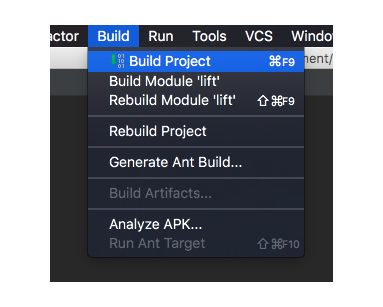 actor Build Run Tools VCS Windo
Build Project ⌘F9
ment/
Build Module 'lift'
Rebuild Module 'lift' ⇧⌘F9
Rebuild Project
Generate Ant Build...
Build Artifacts...
Analyze APK...
Run Ant Target ⇧⌘F10